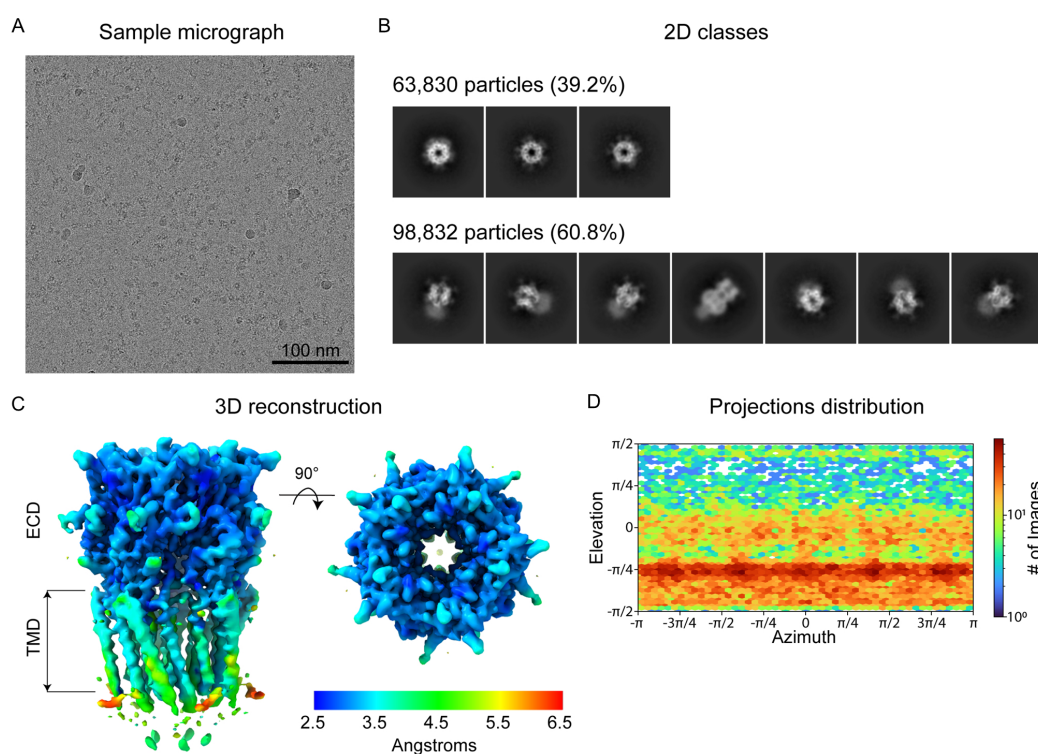 A
Sample micrograph
100 nm
B
2D classes
63,830 particles (39.2%)
98,832 particles (60.8%)
C
3D reconstruction
ECD
TMD
90°
2.5 3.5 4.5 5.5 6.5
Angstroms
D
Projections distribution
Elevation
π/2
π/4
0
-π/4
-π/2
-π -3π/4 -π/2 -π/4 0 π/4 π/2 3π/4 π
Azimuth
10¹
10⁰
# of Images